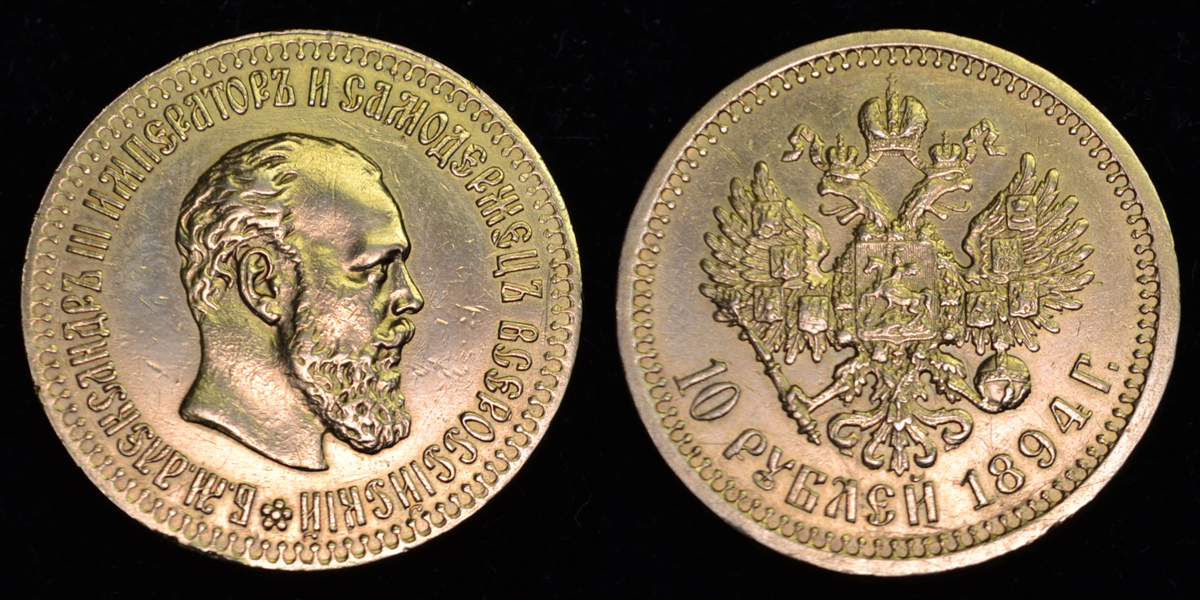 Б.М.АЛЕКСАНДРЪ III ИМПЕРАТОРЪ И САМОДЕРЖЕЦЪ ВСЕРОССІЙСКІЙ
10 РУБЛЕЙ 1894 Г.